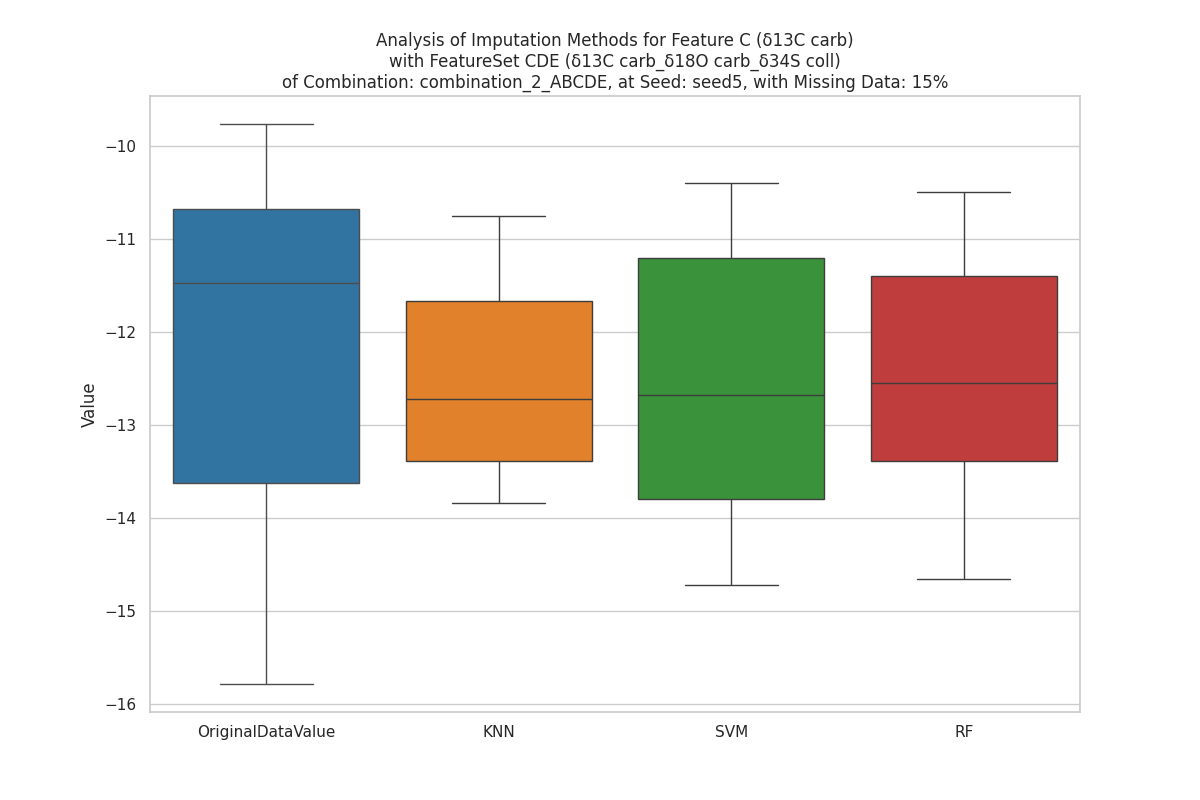 Analysis of Imputation Methods for Feature C (δ13C carb)
with FeatureSet CDE (δ13C carb_δ18O carb_δ34S coll)
of Combination: combination_2_ABCDE, at Seed: seed5, with Missing Data: 15%
−10
−11
−12
−13
−14
−15
−16
Value
OriginalDataValue
KNN
SVM
RF